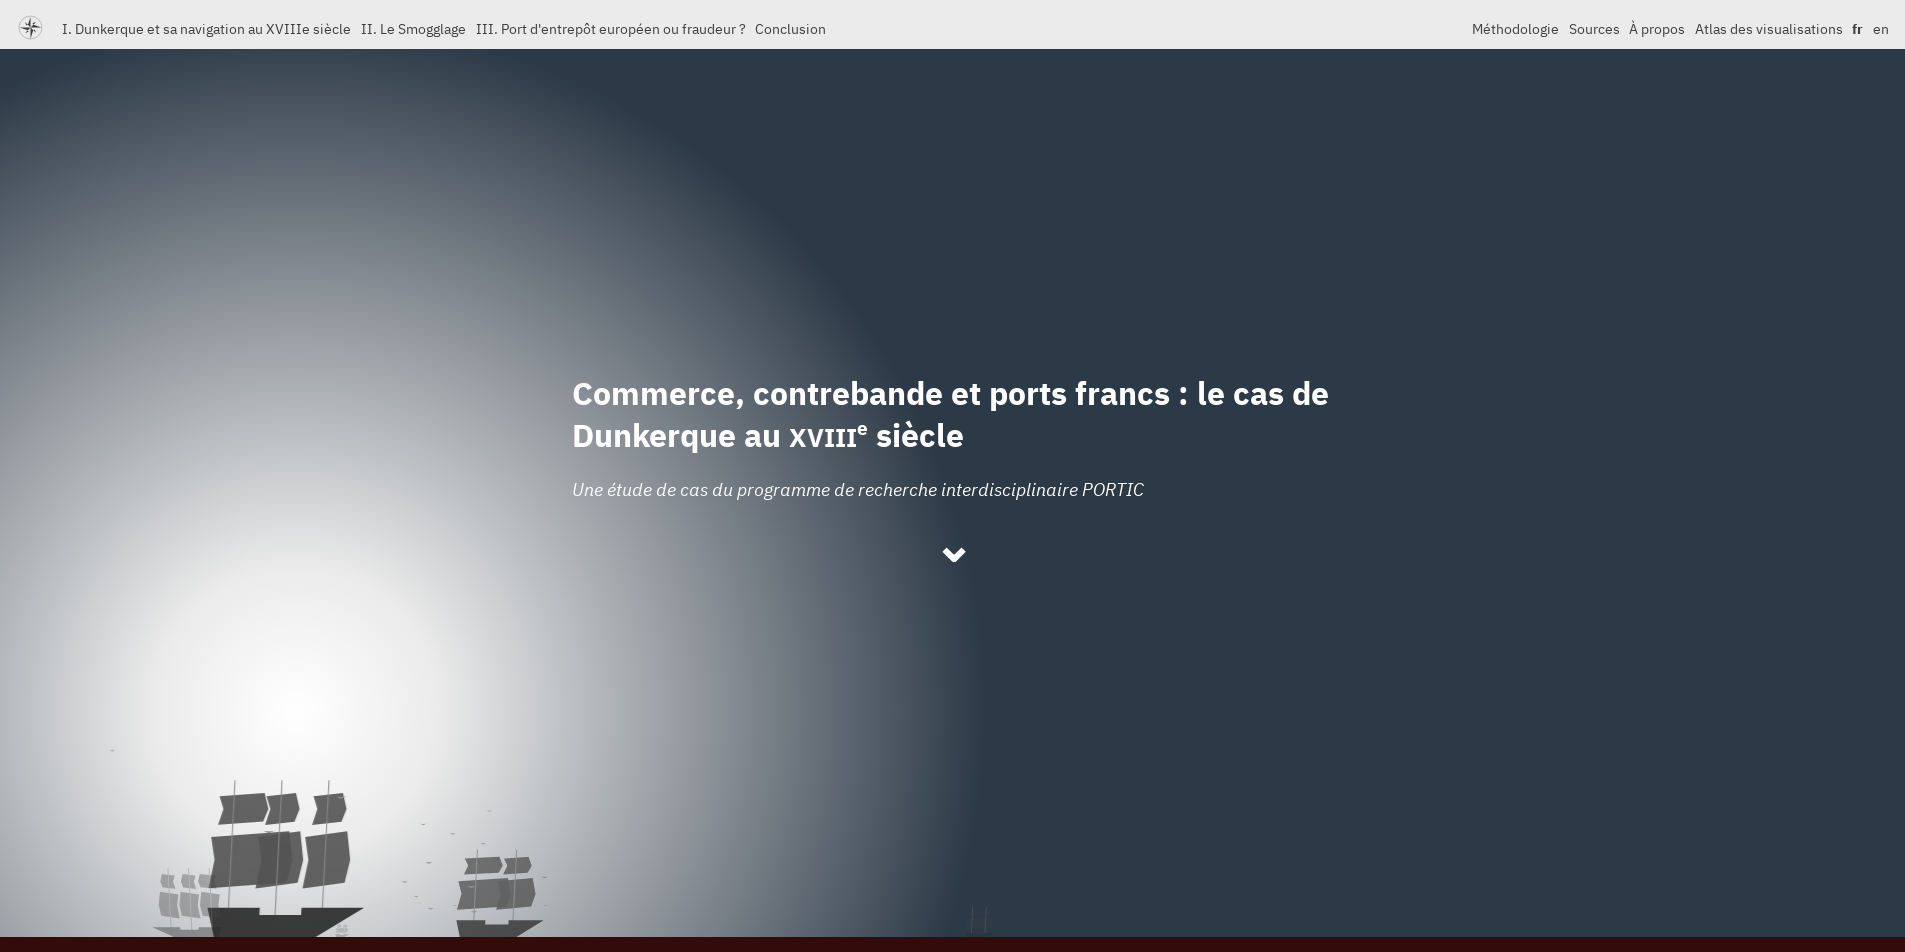 I. Dunkerque et sa navigation au XVIIIe siècle II. Le Smogglage III. Port d'entrepôt européen ou fraudeur ? Conclusion Méthodologie Sources À propos Atlas des visualisations fr en
Commerce, contrebande et ports francs : le cas de
Dunkerque au XVIIIe siècle
Une étude de cas du programme de recherche interdisciplinaire PORTIC